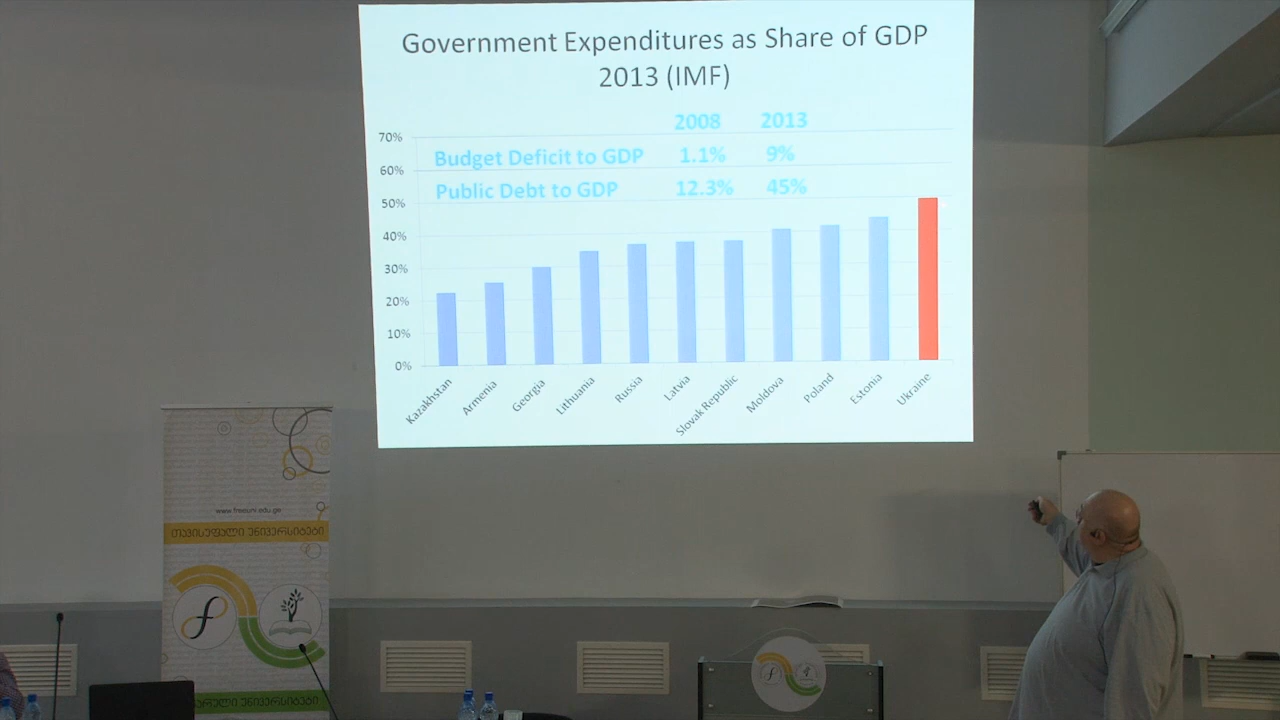 Government Expenditures as Share of GDP
2013 (IMF)
2008 2013
Budget Deficit to GDP 1.1% 9%
Public Debt to GDP 12.3% 45%
70%
60%
50%
40%
30%
20%
10%
0%
Kazakhstan
Armenia
Georgia
Lithuania
Russia
Latvia
Slovak Republic
Moldova
Poland
Estonia
Ukraine
www.freeuni.edu.ge
თავისუფალი უნივერსიტეტი
უნივერსიტეტი